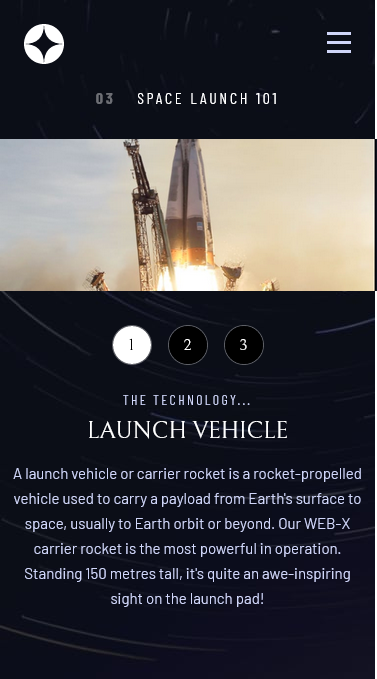 03 SPACE LAUNCH 101
1 2 3
THE TECHNOLOGY...
LAUNCH VEHICLE
A launch vehicle or carrier rocket is a rocket-propelled
vehicle used to carry a payload from Earth's surface to
space, usually to Earth orbit or beyond. Our WEB-X
carrier rocket is the most powerful in operation.
Standing 150 metres tall, it's quite an awe-inspiring
sight on the launch pad!